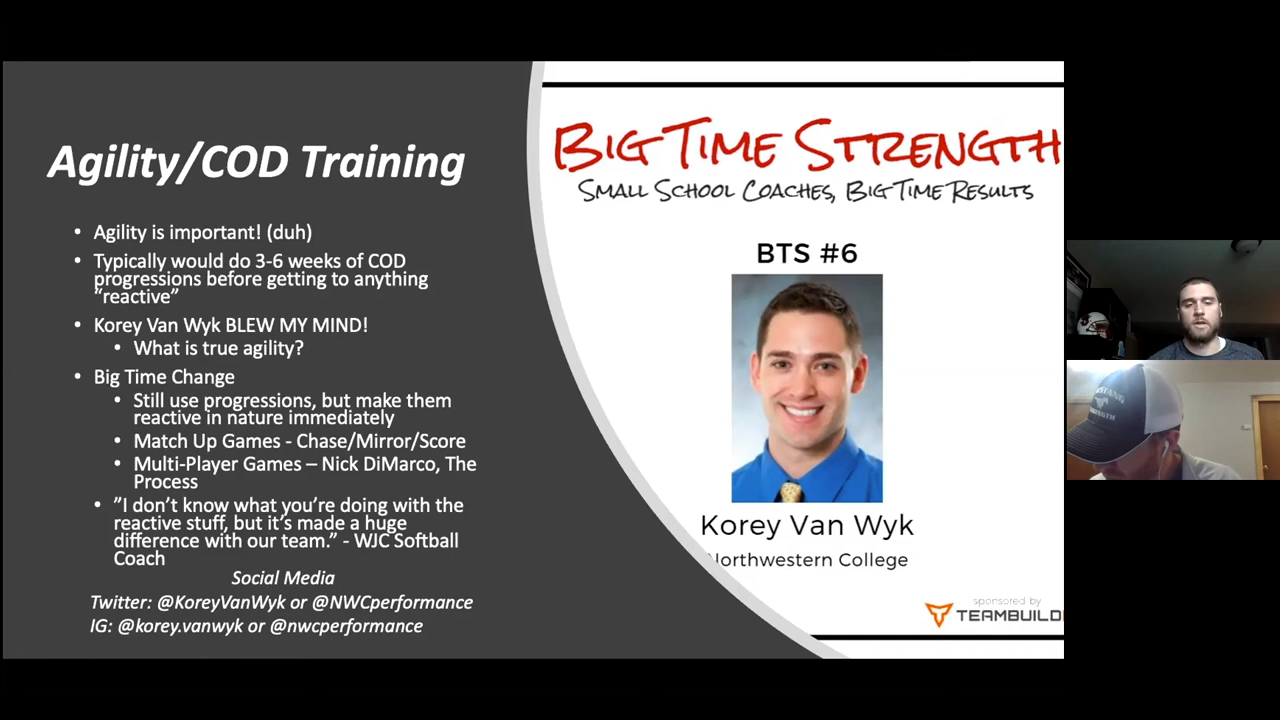 Agility/COD Training
• Agility is important! (duh)
• Typically would do 3-6 weeks of COD
progressions before getting to anything
“reactive”
• Korey Van Wyk BLEW MY MIND!
• What is true agility?
• Big Time Change
• Still use progressions, but make them
reactive in nature immediately
• Match Up Games - Chase/Mirror/Score
• Multi-Player Games – Nick DiMarco, The
Process
• ”I don’t know what you’re doing with the
reactive stuff, but it’s made a huge
difference with our team.” - WJC Softball
Coach
Social Media
Twitter: @KoreyVanWyk or @NWCperformance
IG: @korey.vanwyk or @nwcperformance
BIG TIME STRENGTH
SMALL SCHOOL COACHES, BIG TIME RESULTS
BTS #6
Korey Van Wyk
Northwestern College
sponsored by
TEAMBUILD